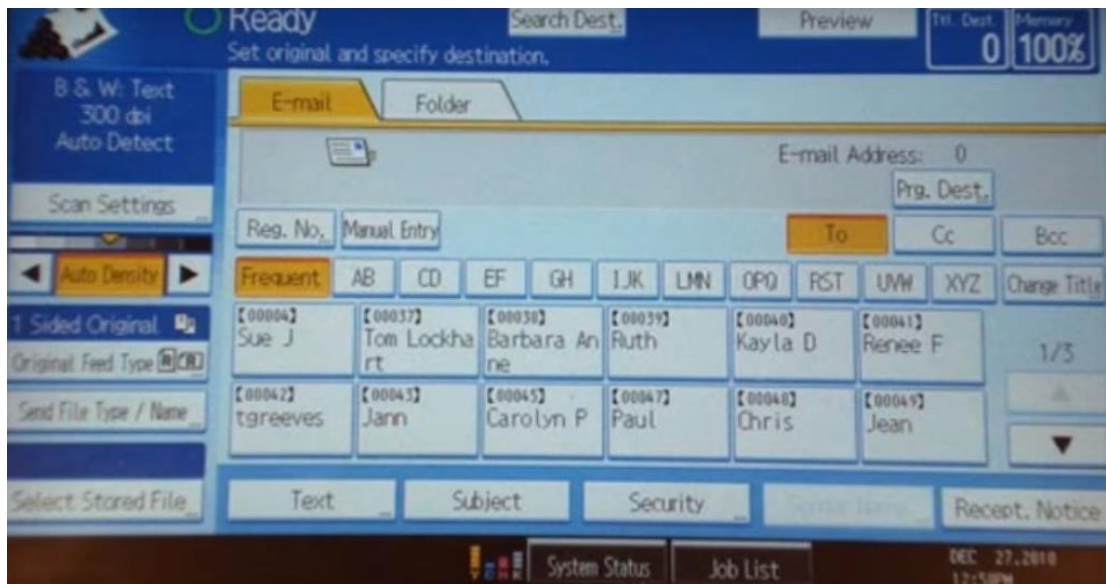 Ready
Search Dest.
Preview
Ttl. Dest.
0
Memory
100%
Set original and specify destination.
B & W: Text
300 dpi
Auto Detect
Scan Settings
Auto Density
1 Sided Original
Original Feed Type
Send File Type / Name
Select Stored File
E-mail
Folder
E-mail Address: 0
Prg. Dest.
Reg. No.
Manual Entry
To
Cc
Bcc
Frequent
AB
CD
EF
GH
IJK
LMN
OPQ
RST
UVW
XYZ
Change Title
【00004】
Sue J
【00037】
Tom Lockha
rt
【00038】
Barbara An
ne
【00039】
Ruth
【00040】
Kayla D
【00041】
Renee F
1/3
【00042】
tgreeves
【00043】
Jann
【00045】
Carolyn P
【00047】
Paul
【00048】
Chris
【00049】
Jean
Text
Subject
Security
Sender Name
Recept. Notice
System Status
Job List
DEC 27.2010